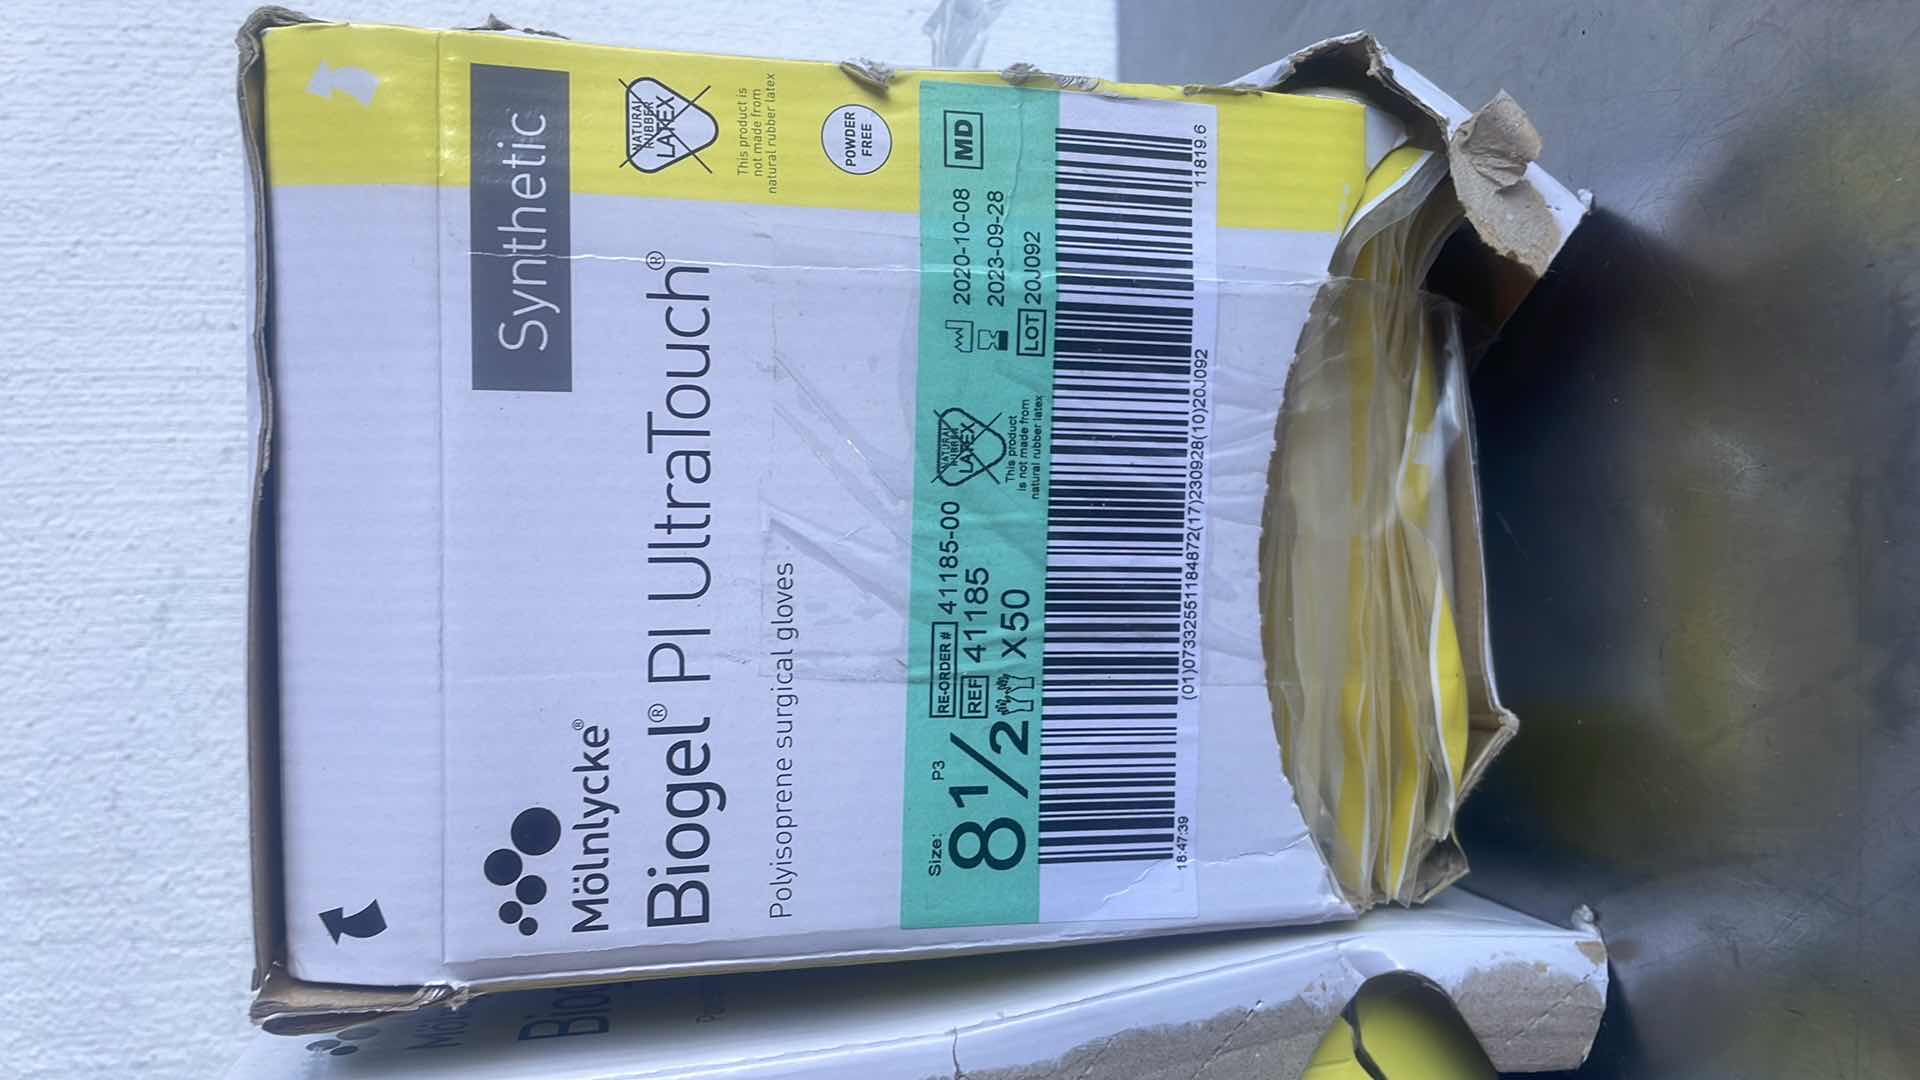 Synthetic
NATURAL
RUBBER
LATEX
This product is
not made from
natural rubber latex
POWDER
FREE
Mölnlycke®
Biogel® PI UltraTouch®
Polyisoprene surgical gloves
Size: P3
8 1/2
RE-ORDER # 41185-00
REF 41185
X50
NATURAL
RUBBER
LATEX
This product
is not made from
natural rubber latex
2020-10-08
2023-09-28
LOT 20J092
MD
18:47:39
(01)07332551184872(17)230928(10)20J092
11819.6